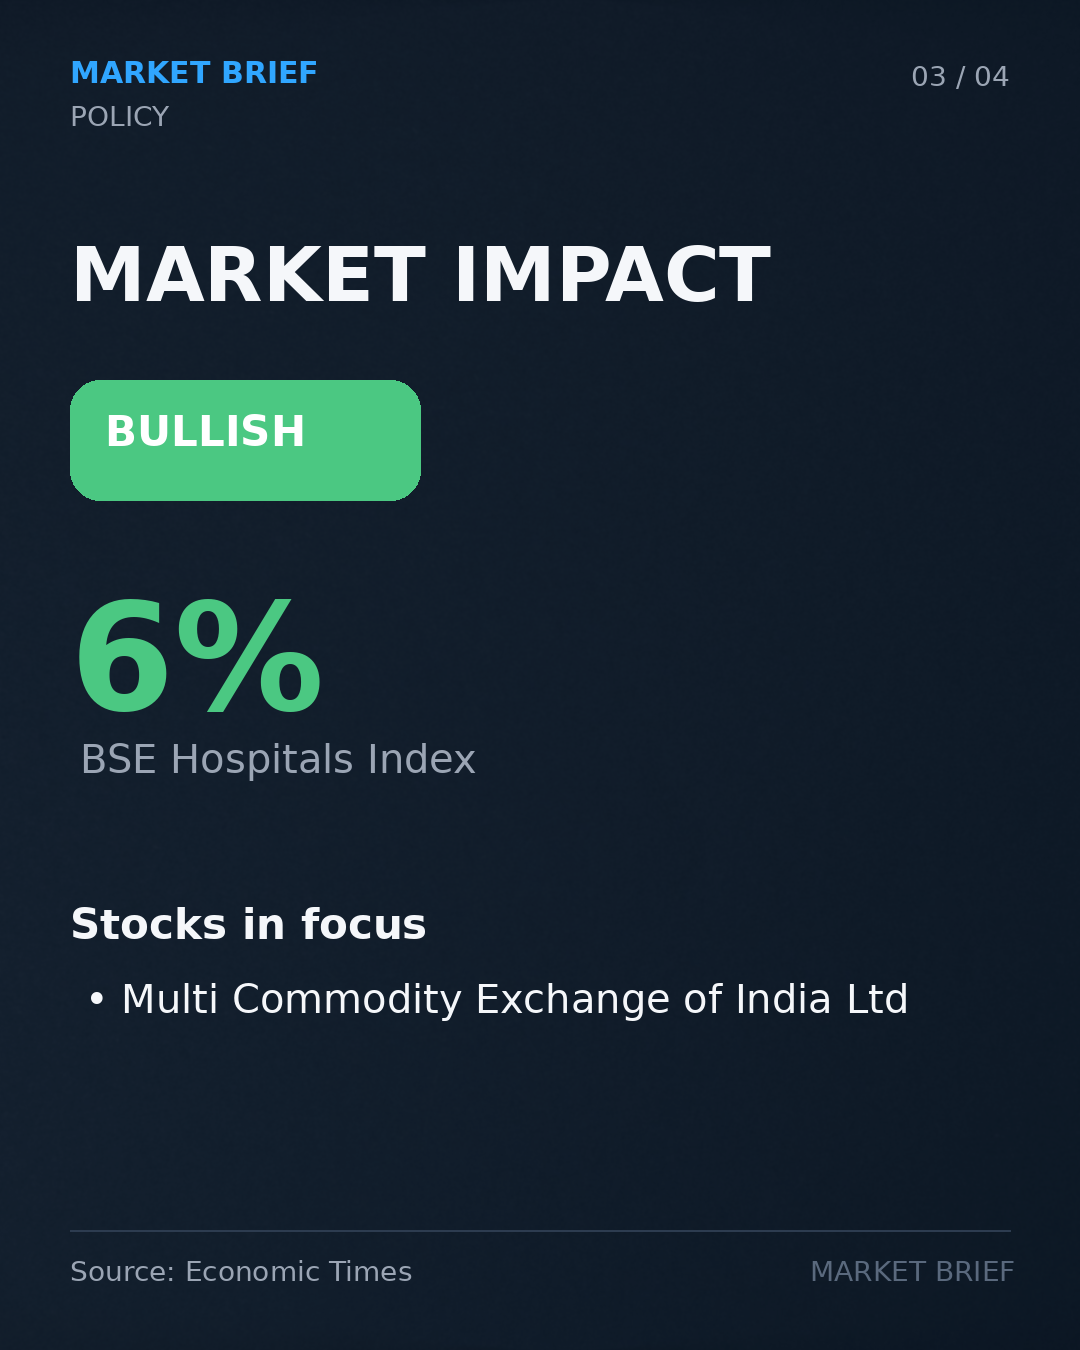 MARKET BRIEF
03 / 04
POLICY
MARKET IMPACT
BULLISH
6%
BSE Hospitals Index
Stocks in focus
• Multi Commodity Exchange of India Ltd
Source: Economic Times
MARKET BRIEF